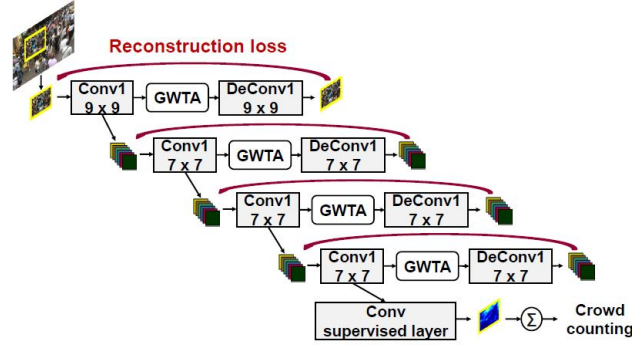 Reconstruction loss
Conv1
9 x 9
GWTA
DeConv1
9 x 9
Conv1
7 x 7
GWTA
DeConv1
7 x 7
Conv1
7 x 7
GWTA
DeConv1
7 x 7
Conv1
7 x 7
GWTA
DeConv1
7 x 7
Conv
supervised layer
Σ
Crowd
counting